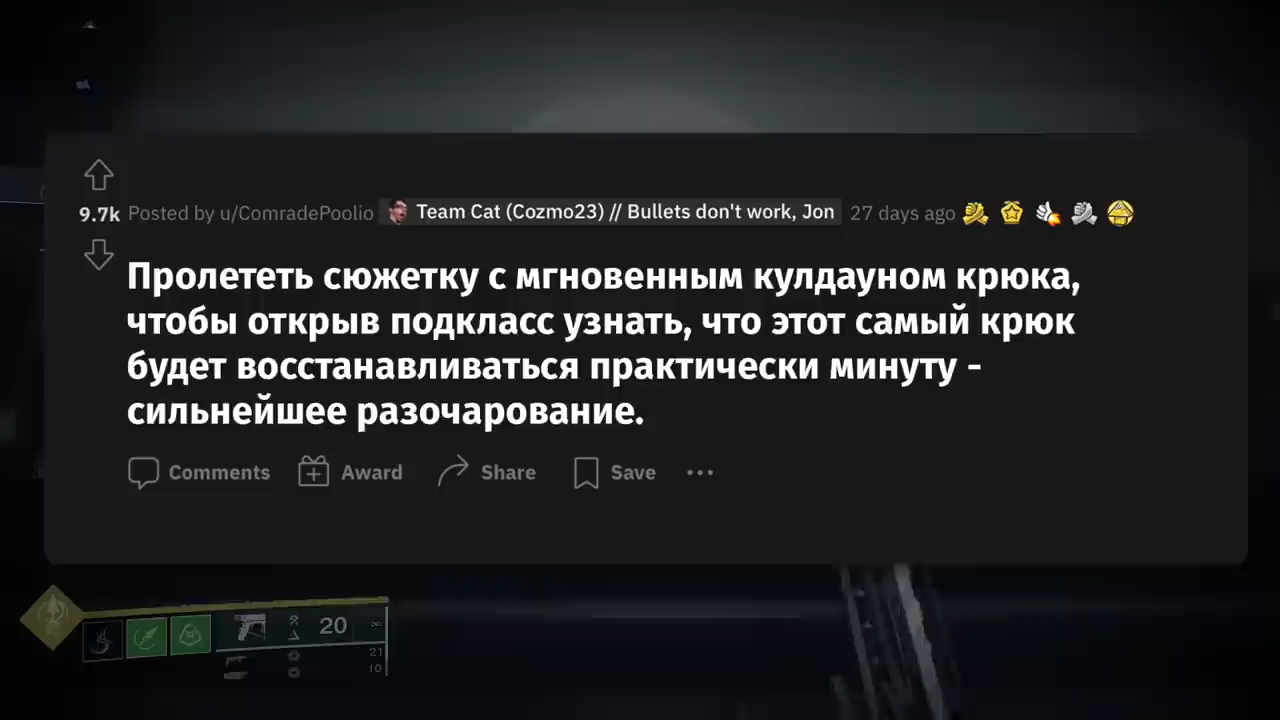 9.7k Posted by u/ComradePoolio Team Cat (Cozmo23) // Bullets don't work, Jon 27 days ago
Пролететь сюжетку с мгновенным кулдауном крюка,
чтобы открыв подкласс узнать, что этот самый крюк
будет восстанавливаться практически минуту -
сильнейшее разочарование.
Comments Award Share Save
20
21
10